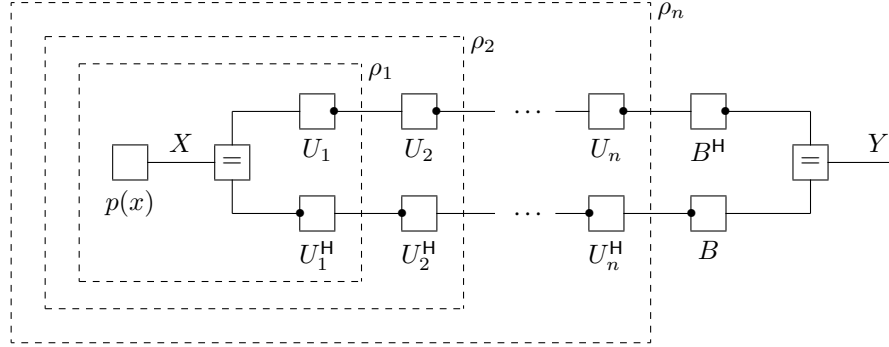 ρₙ
ρ₂
ρ₁
X = ... = Y
U₁ U₂ Uₙ Bᴴ
p(x)
...
U₁ᴴ U₂ᴴ Uₙᴴ B